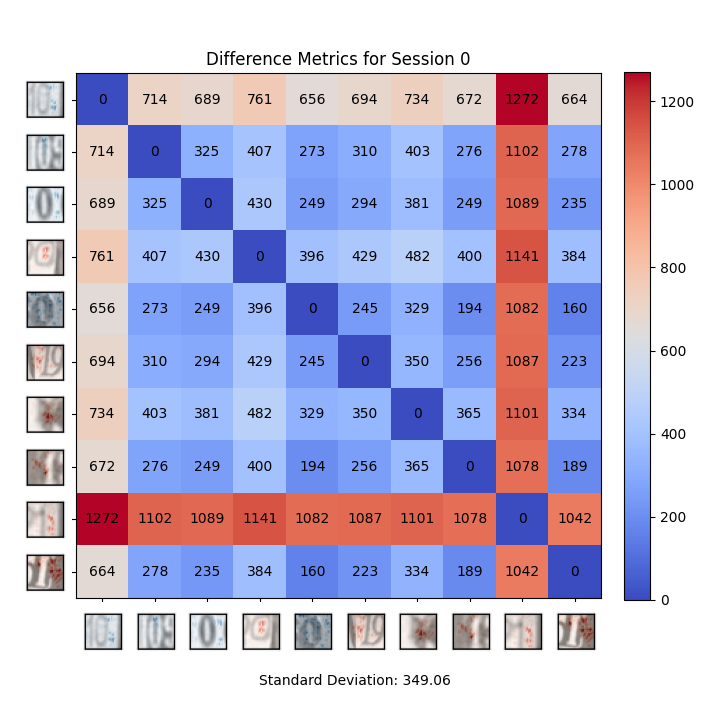 Difference Metrics for Session 0
0 714 689 761 656 694 734 672 1272 664
714 0 325 407 273 310 403 276 1102 278
689 325 0 430 249 294 381 249 1089 235
761 407 430 0 396 429 482 400 1141 384
656 273 249 396 0 245 329 194 1082 160
694 310 294 429 245 0 350 256 1087 223
734 403 381 482 329 350 0 365 1101 334
672 276 249 400 194 256 365 0 1078 189
1272 1102 1089 1141 1082 1087 1101 1078 0 1042
664 278 235 384 160 223 334 189 1042 0
1200
1000
800
600
400
200
0
Standard Deviation: 349.06